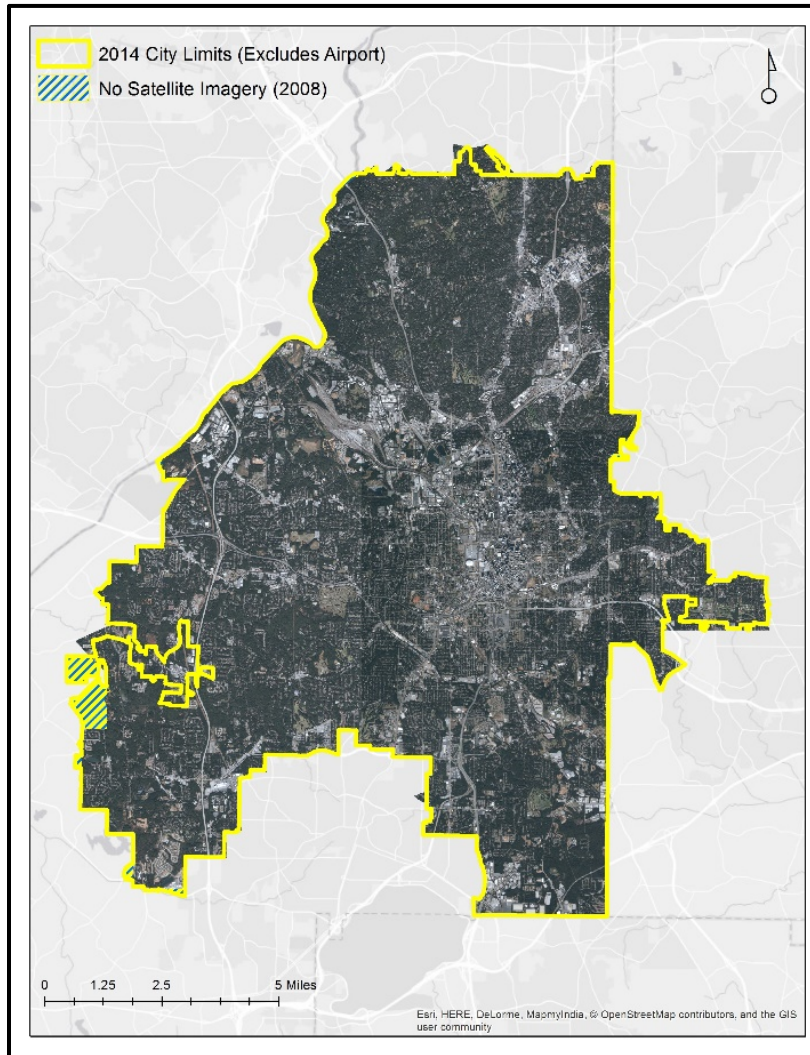 2014 City Limits (Excludes Airport)
No Satellite Imagery (2008)
0 1.25 2.5 5 Miles
Esri, HERE, DeLorme, MapmyIndia, © OpenStreetMap contributors, and the GIS
user community